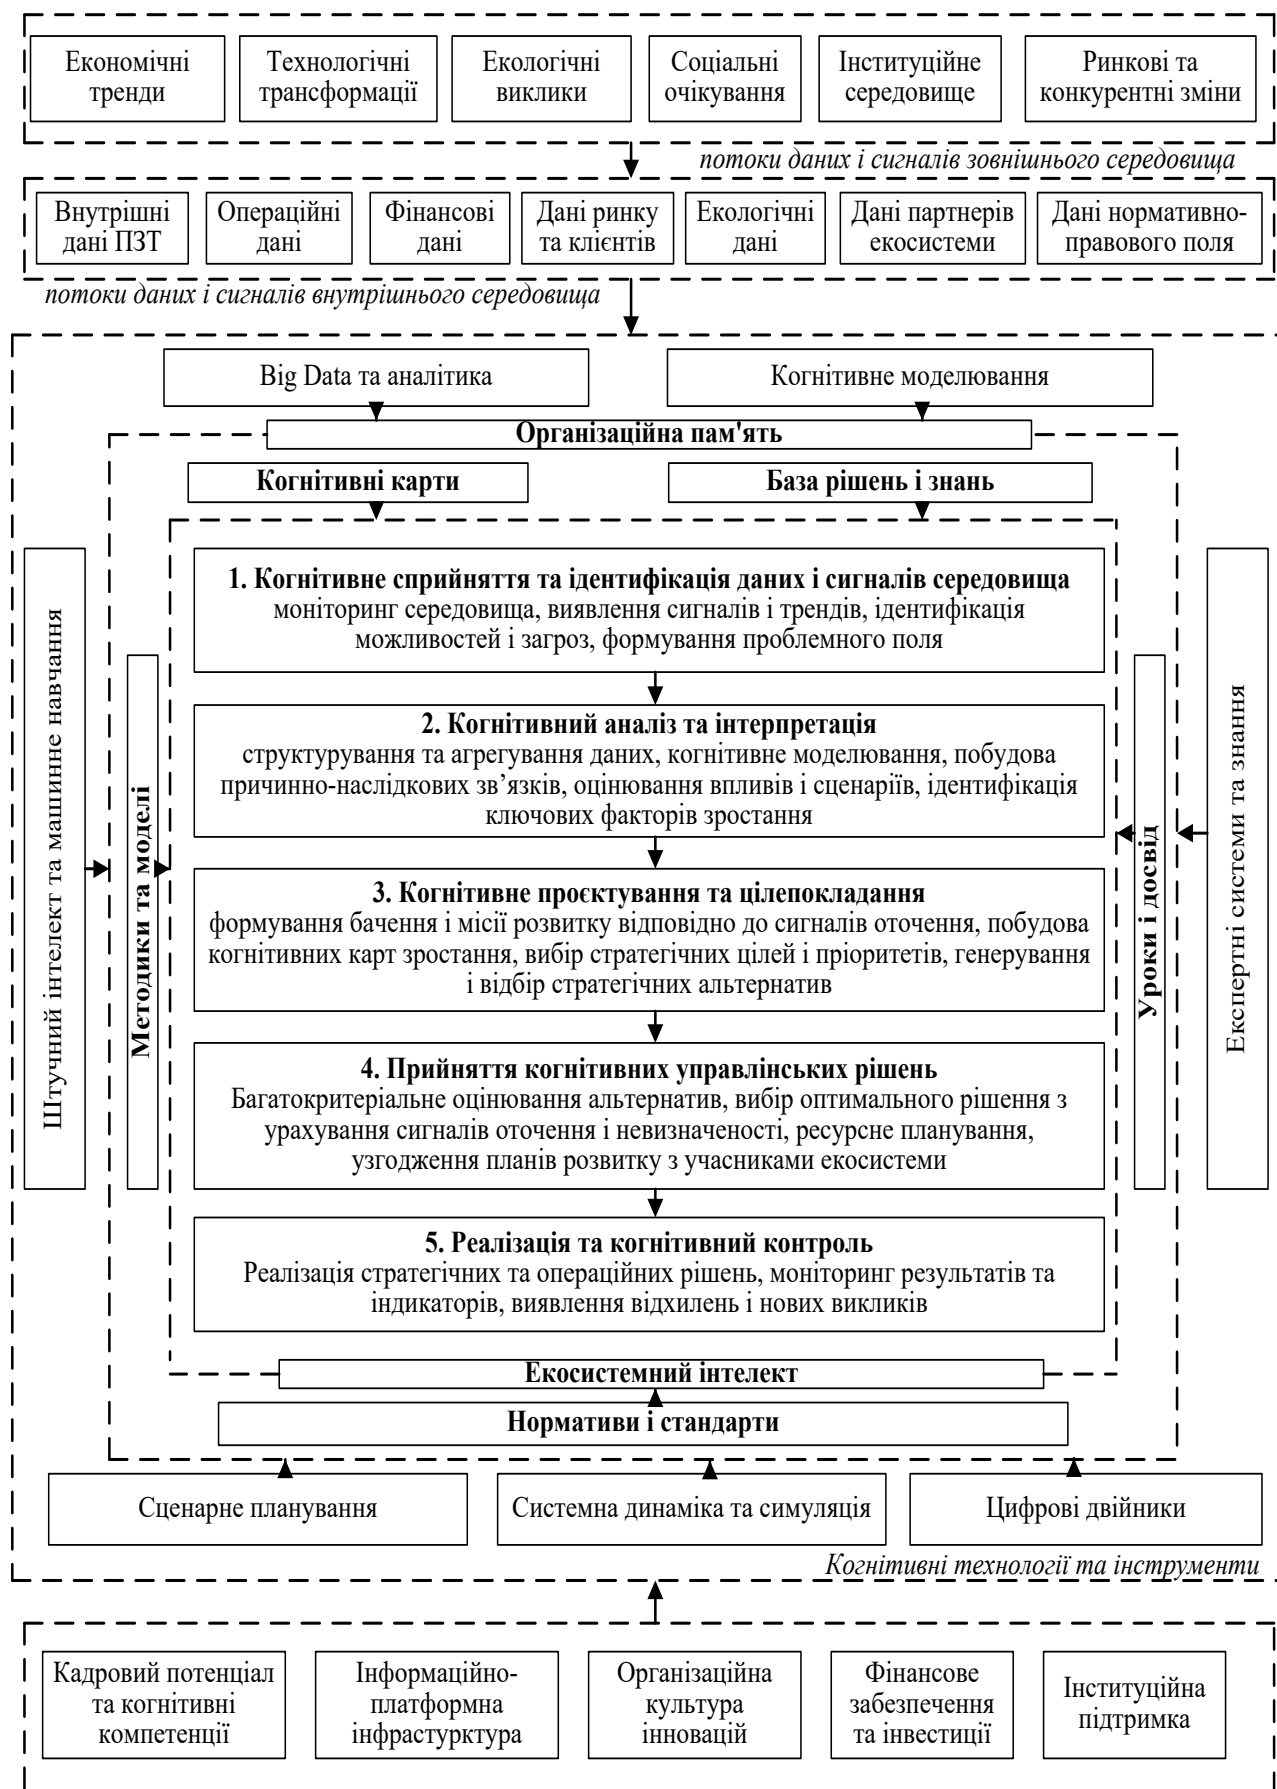 Економічні
тренди
Технологічні
трансформації
Екологічні
виклики
Соціальні
очікування
Інституційне
середовище
Ринкові та
конкурентні зміни
потоки даних і сигналів зовнішнього середовища
Внутрішні
дані ПЗТ
Операційні
дані
Фінансові
дані
Дані ринку
та клієнтів
Екологічні
дані
Дані партнерів
екосистеми
Дані нормативно-
правового поля
потоки даних і сигналів внутрішнього середовища
Big Data та аналітика
Когнітивне моделювання
Організаційна пам'ять
Когнітивні карти
База рішень і знань
Штучний інтелект та машинне навчання
Методики та моделі
1. Когнітивне сприйняття та ідентифікація даних і сигналів середовища
моніторинг середовища, виявлення сигналів і трендів, ідентифікація
можливостей і загроз, формування проблемного поля
2. Когнітивний аналіз та інтерпретація
структурування та агрегування даних, когнітивне моделювання, побудова
причинно-наслідкових зв’язків, оцінювання впливів і сценаріїв, ідентифікація
ключових факторів зростання
3. Когнітивне проєктування та цілепокладання
формування бачення і місії розвитку відповідно до сигналів оточення, побудова
когнітивних карт зростання, вибір стратегічних цілей і пріоритетів, генерування
і відбір стратегічних альтернатив
4. Прийняття когнітивних управлінських рішень
Багатокритеріальне оцінювання альтернатив, вибір оптимального рішення з
урахування сигналів оточення і невизначеності, ресурсне планування,
узгодження планів розвитку з учасниками екосистеми
5. Реалізація та когнітивний контроль
Реалізація стратегічних та операційних рішень, моніторинг результатів та
індикаторів, виявлення відхилень і нових викликів
Уроки і досвід
Експертні системи та знання
Екосистемний інтелект
Нормативи і стандарти
Сценарне планування
Системна динаміка та симуляція
Цифрові двійники
Когнітивні технології та інструменти
Кадровий потенціал
та когнітивні
компетенції
Інформаційно-
платформна
інфраструрктура
Організаційна
культура
інновацій
Фінансове
забезпечення
та інвестиції
Інституційна
підтримка